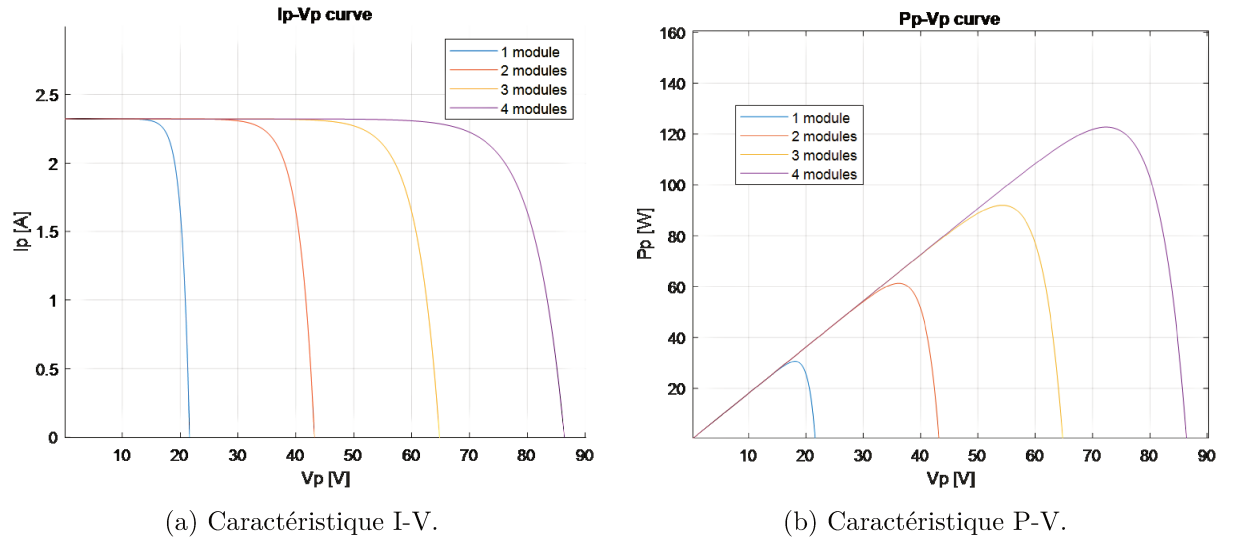 Ip-Vp curve
1 module
2 modules
3 modules
4 modules
2.5
2
1.5
1
0.5
0
Ip [A]
10 20 30 40 50 60 70 80 90
Vp [V]
(a) Caractéristique I-V.
Pp-Vp curve
1 module
2 modules
3 modules
4 modules
160
140
120
100
80
60
40
20
Pp [W]
10 20 30 40 50 60 70 80 90
Vp [V]
(b) Caractéristique P-V.